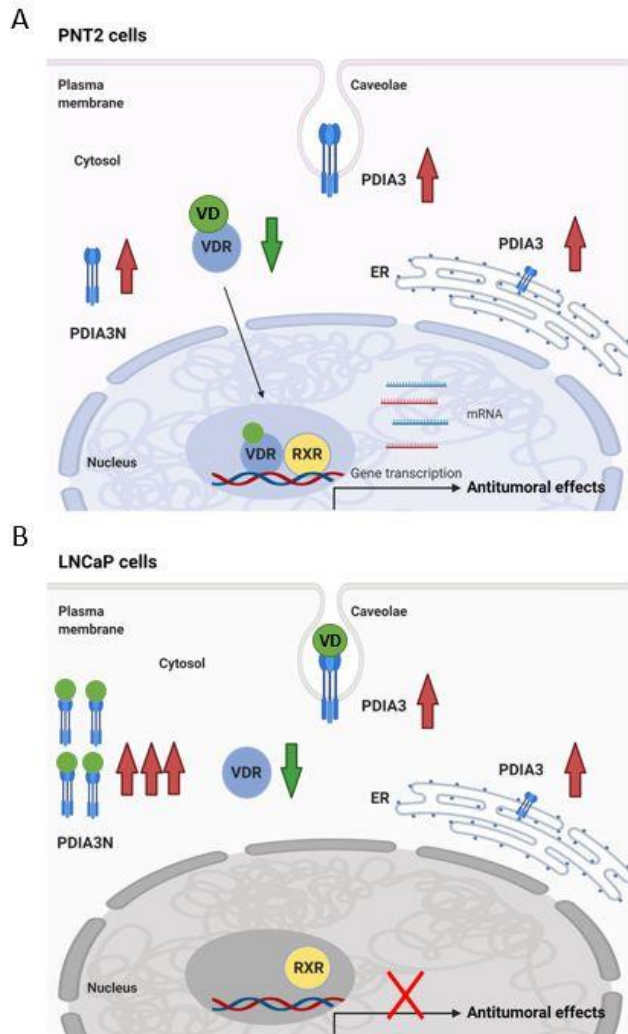 A
PNT2 cells
Plasma
membrane
Caveolae
Cytosol
PDIA3
VD
VDR
PDIA3
ER
PDIA3N
mRNA
VDR
RXR
Nucleus
Gene transcription
Antitumoral effects
B
LNCaP cells
Plasma
membrane
Caveolae
VD
Cytosol
PDIA3
VDR
PDIA3
ER
PDIA3N
RXR
Nucleus
Antitumoral effects